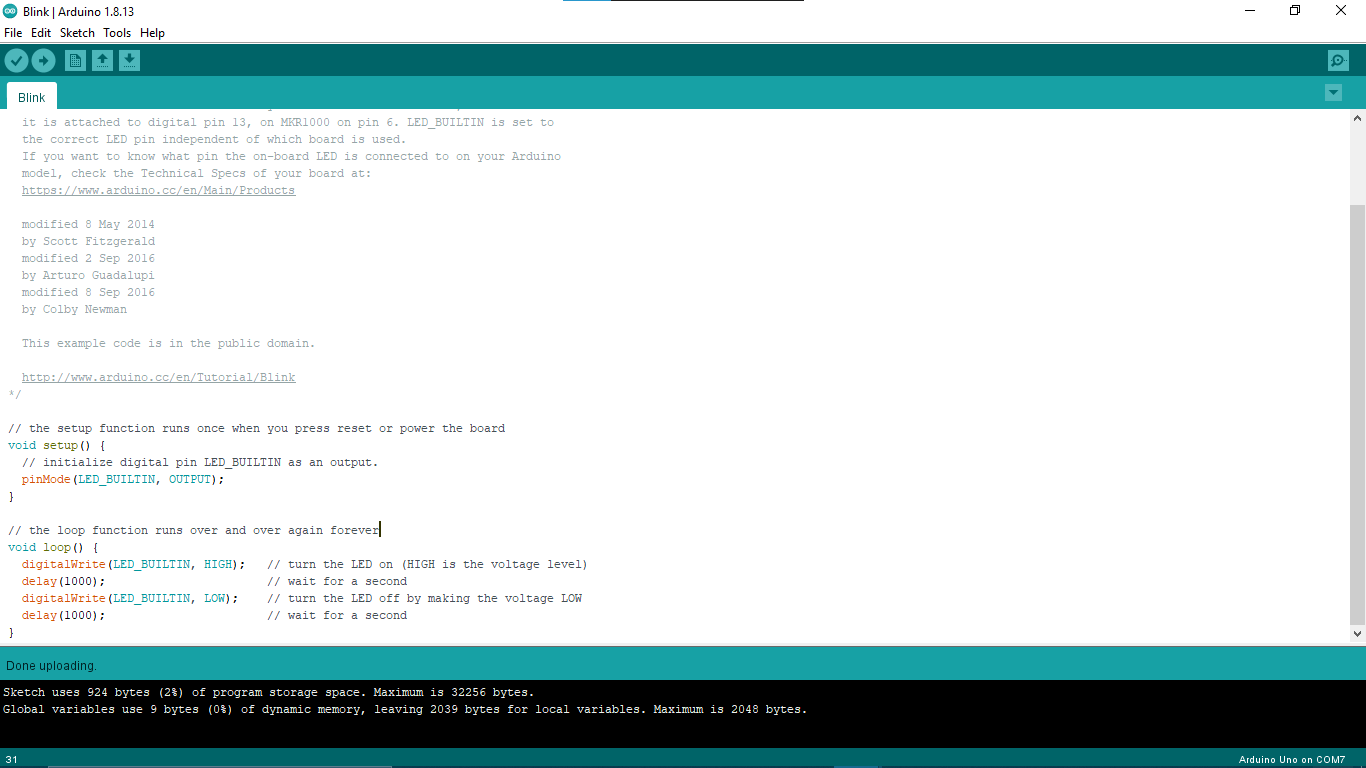 Blink | Arduino 1.8.13
File Edit Sketch Tools Help
Blink
it is attached to digital pin 13, on MKR1000 on pin 6. LED_BUILTIN is set to
the correct LED pin independent of which board is used.
If you want to know what pin the on-board LED is connected to on your Arduino
model, check the Technical Specs of your board at:
https://www.arduino.cc/en/Main/Products
modified 8 May 2014
by Scott Fitzgerald
modified 2 Sep 2016
by Arturo Guadalupi
modified 8 Sep 2016
by Colby Newman
This example code is in the public domain.
http://www.arduino.cc/en/Tutorial/Blink
*/
// the setup function runs once when you press reset or power the board
void setup() {
// initialize digital pin LED_BUILTIN as an output.
pinMode(LED_BUILTIN, OUTPUT);
}
// the loop function runs over and over again forever
void loop() {
digitalWrite(LED_BUILTIN, HIGH);   // turn the LED on (HIGH is the voltage level)
delay(1000);                       // wait for a second
digitalWrite(LED_BUILTIN, LOW);    // turn the LED off by making the voltage LOW
delay(1000);                       // wait for a second
}
Done uploading.
Sketch uses 924 bytes (2%) of program storage space. Maximum is 32256 bytes.
Global variables use 9 bytes (0%) of dynamic memory, leaving 2039 bytes for local variables. Maximum is 2048 bytes.
31 Arduino Uno on COM7